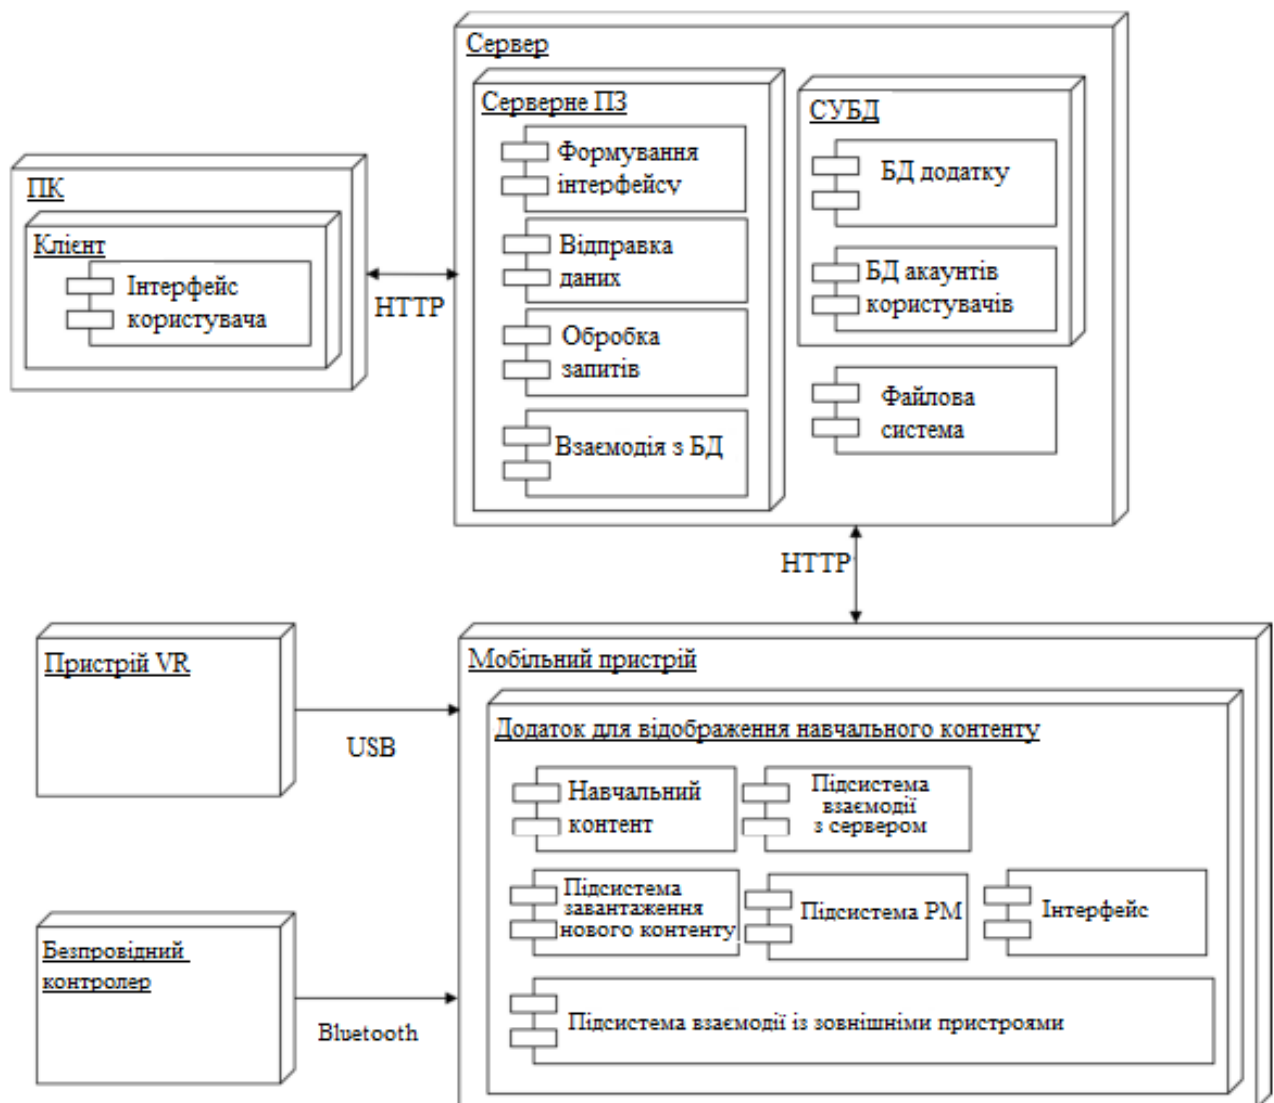 Сервер
Серверне ПЗ
Формування
інтерфейсу
Відправка
даних
Обробка
запитів
Взаємодія з БД
СУБД
БД додатку
БД акаунтів
користувачів
Файлова
система
ПК
Клієнт
Інтерфейс
користувача
HTTP
HTTP
Пристрій VR
USB
Безпровідний
контролер
Bluetooth
Мобільний пристрій
Додаток для відображення навчального контенту
Навчальний
контент
Підсистема
взаємодії
з сервером
Підсистема
завантаження
нового контенту
Підсистема РМ
Інтерфейс
Підсистема взаємодії із зовнішніми пристроями